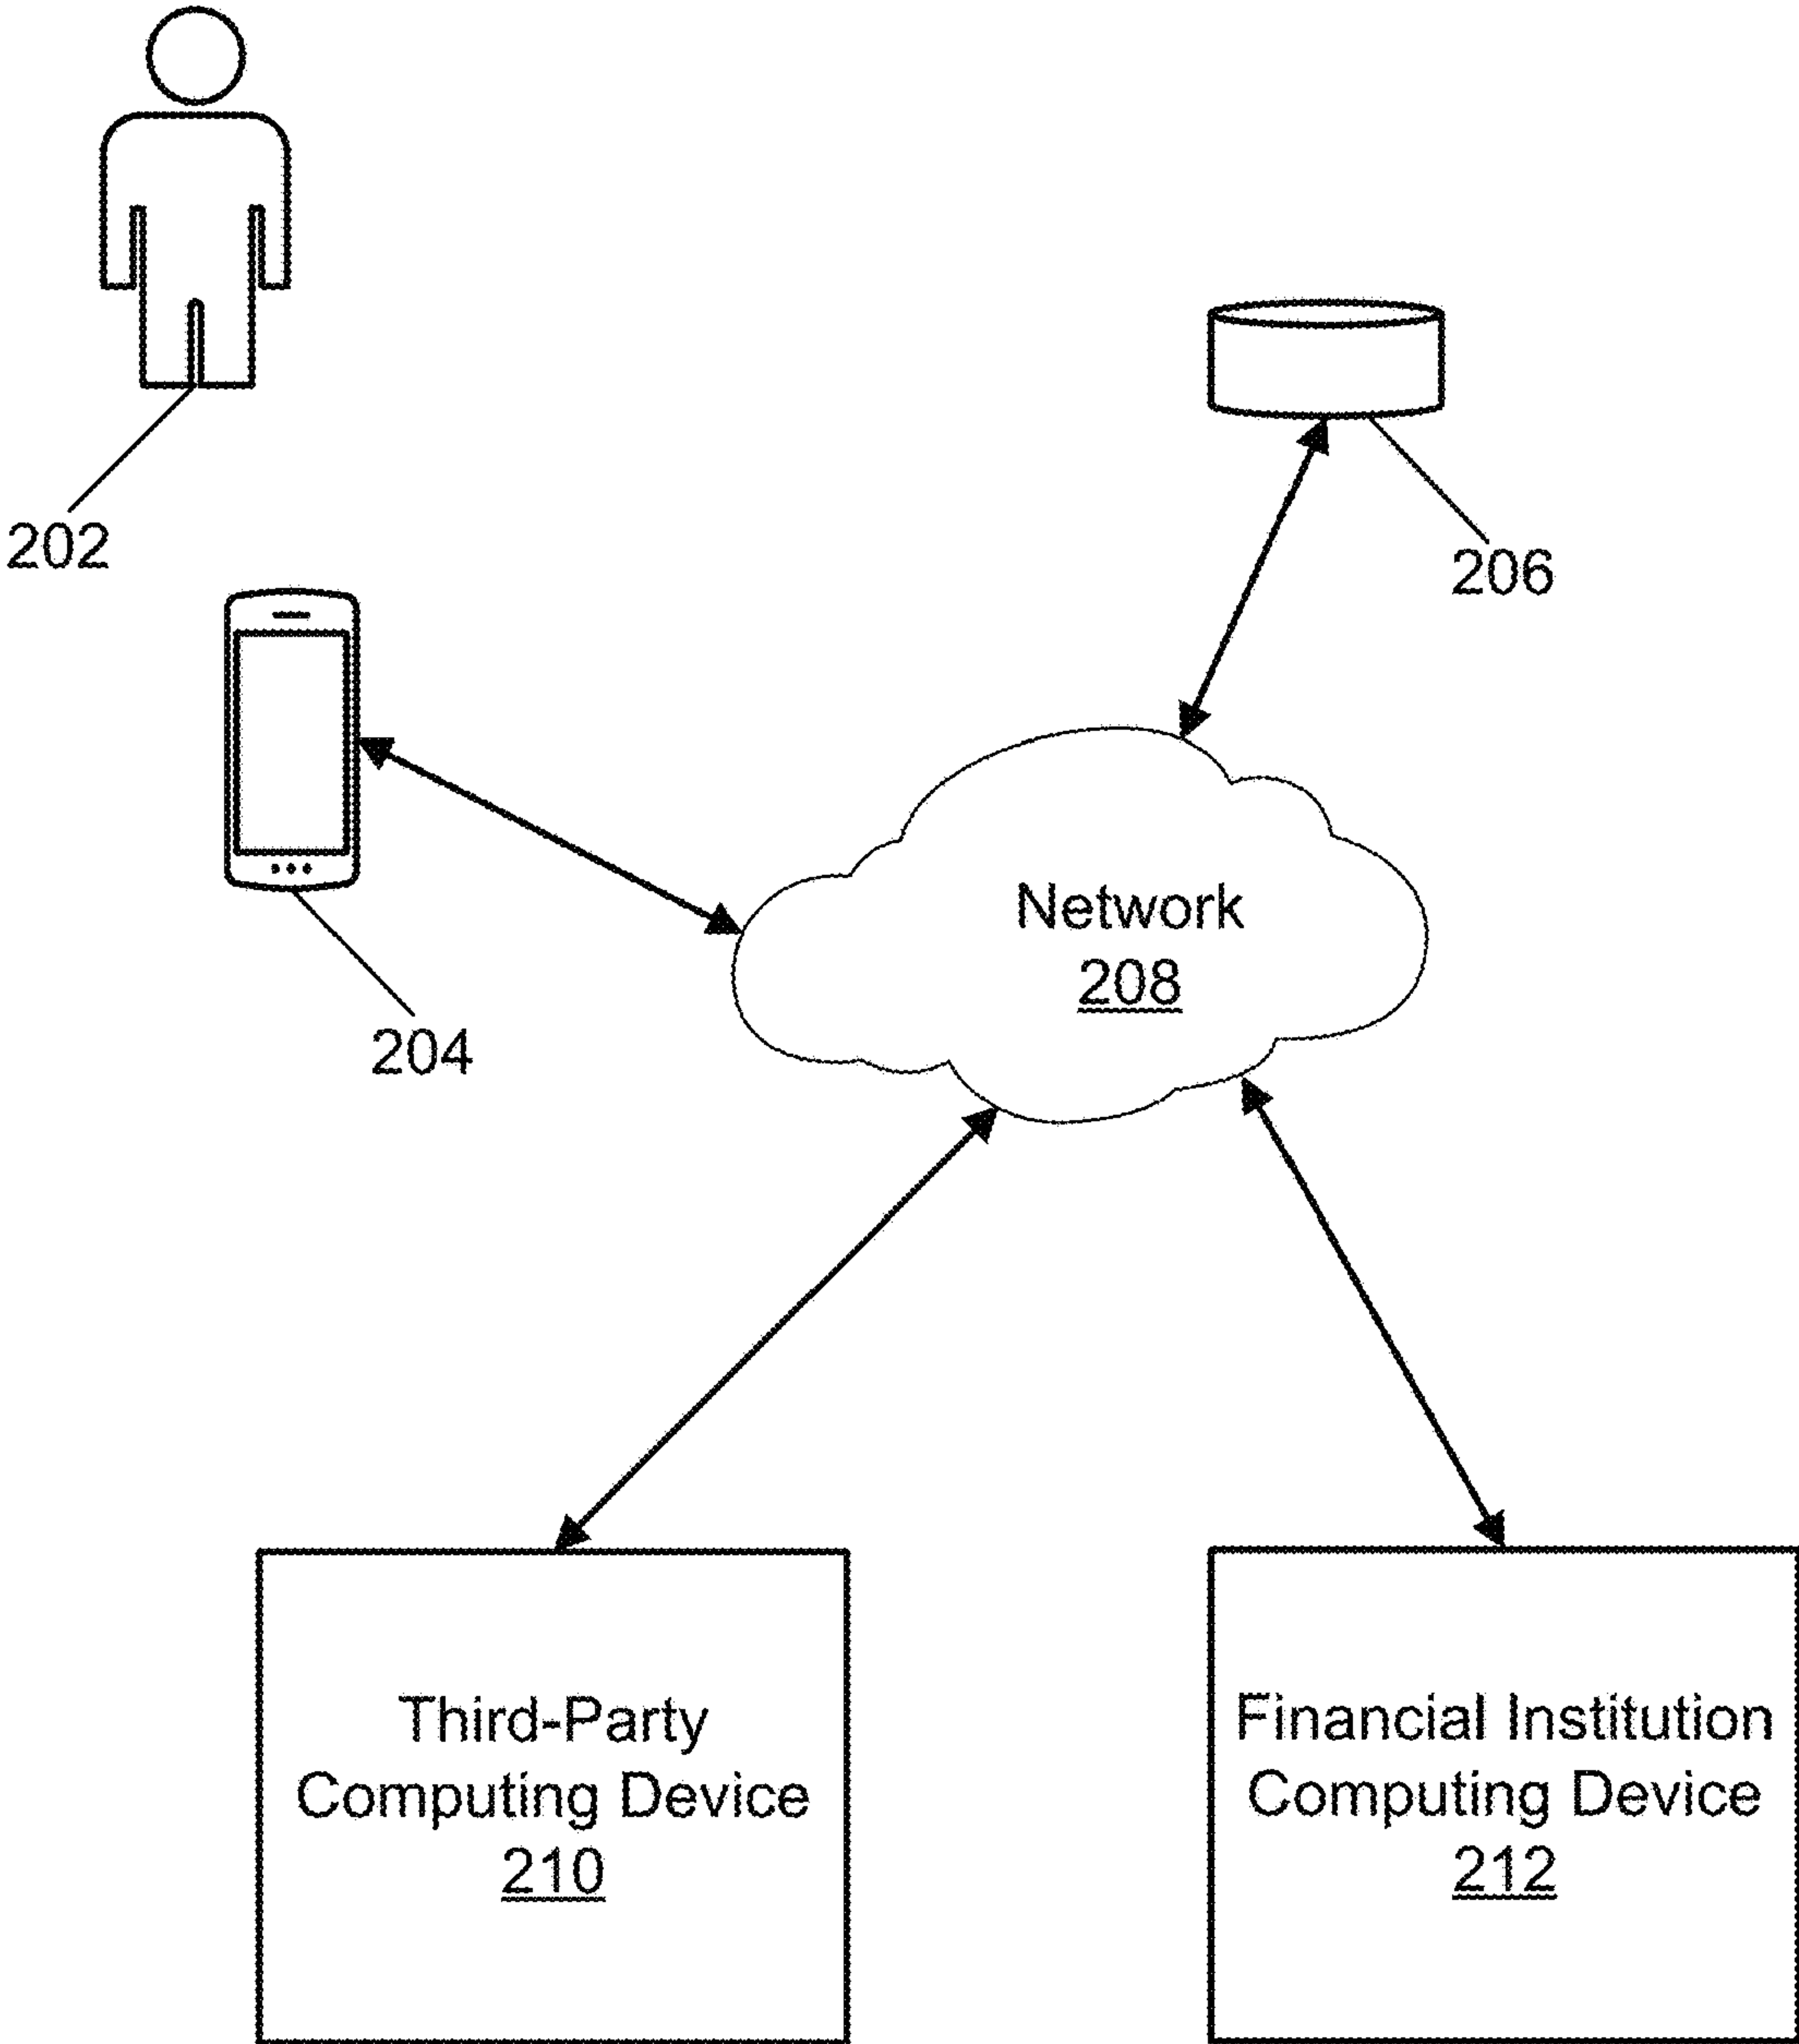 202
206
204
Network
208
Third-Party
Computing Device
210
Financial Institution
Computing Device
212